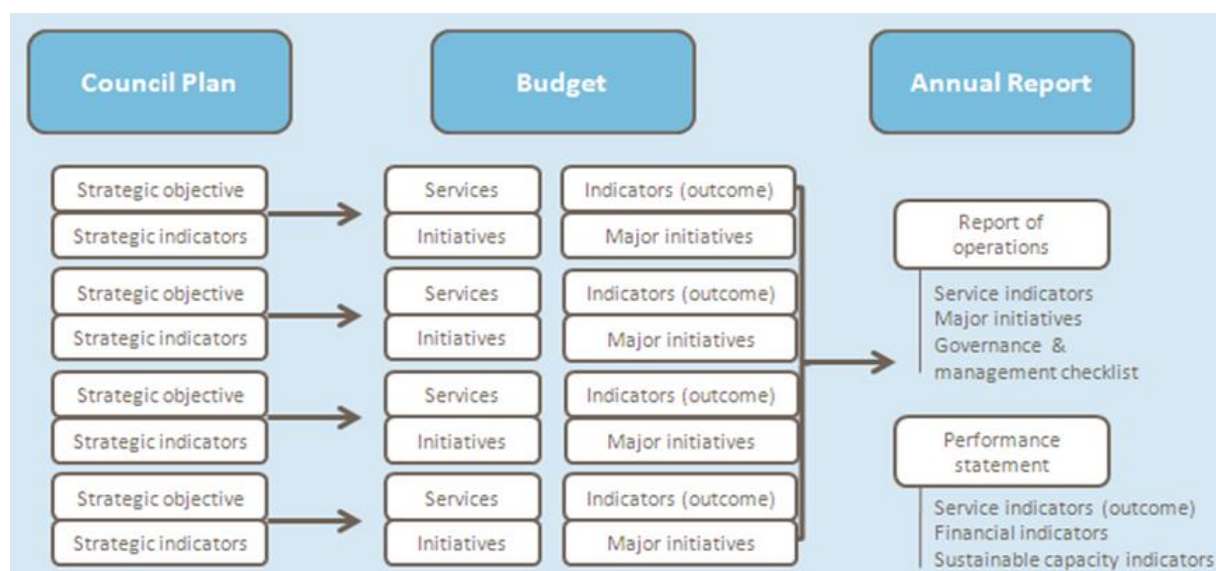 Council Plan
Budget
Annual Report
Strategic objective
Strategic indicators
Services
Initiatives
Indicators (outcome)
Major initiatives
Strategic objective
Strategic indicators
Services
Initiatives
Indicators (outcome)
Major initiatives
Strategic objective
Strategic indicators
Services
Initiatives
Indicators (outcome)
Major initiatives
Strategic objective
Strategic indicators
Services
Initiatives
Indicators (outcome)
Major initiatives
Report of
operations
Service indicators
Major initiatives
Governance &
management checklist
Performance
statement
Service indicators (outcome)
Financial indicators
Sustainable capacity indicators